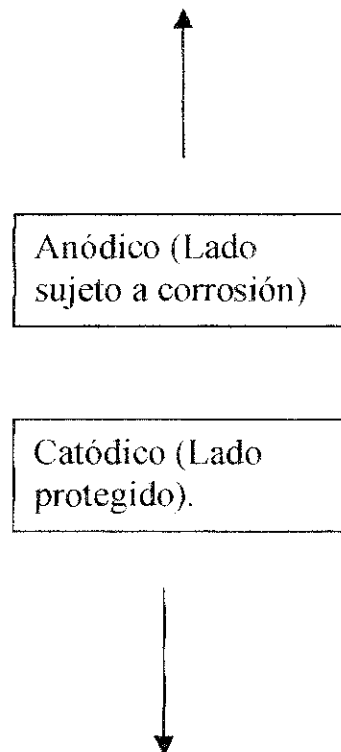 Anódico (Lado
sujeto a corrosión)
Catódico (Lado
protegido).